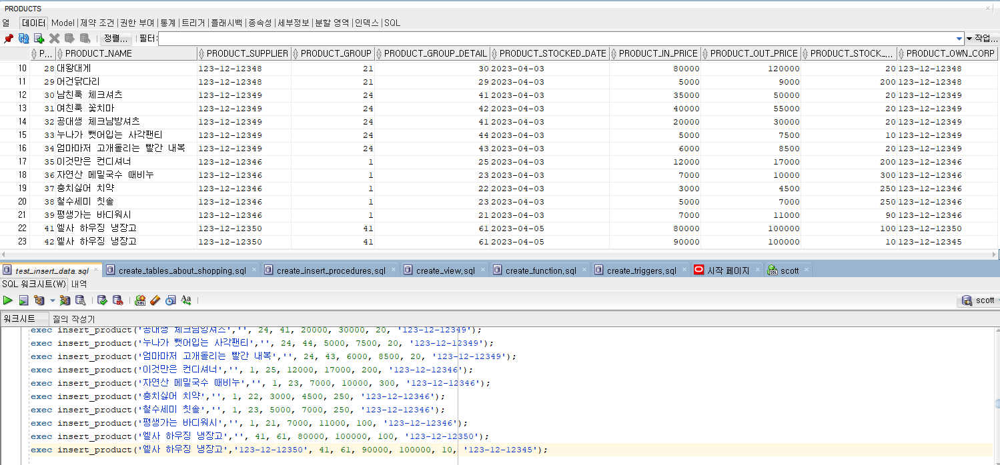 PRODUCTS
열 데이터 Model 제약 조건 권한 부여 통계 트리거 플래시백 종속성 세부정보 분할 영역 인덱스 SQL
정렬... 필터: 작업...
P... PRODUCT_NAME PRODUCT_SUPPLIER PRODUCT_GROUP PRODUCT_GROUP_DETAIL PRODUCT_STOCKED_DATE PRODUCT_IN_PRICE PRODUCT_OUT_PRICE PRODUCT_STOCK_... PRODUCT_OWN_CORP
10 28 대왕대게 123-12-12348 21 30 2023-04-03 80000 120000 20 123-12-12348
11 29 어건닭다리 123-12-12348 21 29 2023-04-03 5000 9000 200 123-12-12348
12 30 남친룩 체크셔츠 123-12-12349 24 41 2023-04-03 35000 50000 20 123-12-12349
13 31 여친룩 꽃치마 123-12-12349 24 42 2023-04-03 40000 55000 20 123-12-12349
14 32 공대생 체크남방셔츠 123-12-12349 24 41 2023-04-03 20000 30000 20 123-12-12349
15 33 누나가 뺏어입는 사각팬티 123-12-12349 24 44 2023-04-03 5000 7500 10 123-12-12349
16 34 엄마마저 고개돌리는 빨간 내복 123-12-12349 24 43 2023-04-03 6000 8500 20 123-12-12349
17 35 이것만은 컨디셔너 123-12-12346 1 25 2023-04-03 12000 17000 200 123-12-12346
18 36 자연산 메밀국수 때비누 123-12-12346 1 23 2023-04-03 7000 10000 300 123-12-12346
19 37 충치싫어 치약 123-12-12346 1 22 2023-04-03 3000 4500 250 123-12-12346
20 38 철수세미 칫솔 123-12-12346 1 23 2023-04-03 5000 7000 250 123-12-12346
21 39 평생가는 바디워시 123-12-12346 1 21 2023-04-03 7000 11000 90 123-12-12346
22 41 엘사 하우징 냉장고 123-12-12350 41 61 2023-04-05 80000 100000 100 123-12-12350
23 42 엘사 하우징 냉장고 123-12-12350 41 61 2023-04-05 90000 100000 10 123-12-12345
test_insert_data.sql create_tables_about_shopping.sql create_insert_procedures.sql create_view.sql create_function.sql create_triggers.sql 시작 페이지 scott
SQL 워크시트(W) 내역
scott
워크시트 질의 작성기
exec insert_product('공대생 체크남방셔츠','', 24, 41, 20000, 30000, 20, '123-12-12349');
exec insert_product('누나가 뺏어입는 사각팬티','', 24, 44, 5000, 7500, 20, '123-12-12349');
exec insert_product('엄마마저 고개돌리는 빨간 내복','', 24, 43, 6000, 8500, 20, '123-12-12349');
exec insert_product('이것만은 컨디셔너','', 1, 25, 12000, 17000, 200, '123-12-12346');
exec insert_product('자연산 메밀국수 때비누','', 1, 23, 7000, 10000, 300, '123-12-12346');
exec insert_product('충치싫어 치약','', 1, 22, 3000, 4500, 250, '123-12-12346');
exec insert_product('철수세미 칫솔','', 1, 23, 5000, 7000, 250, '123-12-12346');
exec insert_product('평생가는 바디워시','', 1, 21, 7000, 11000, 100, '123-12-12346');
exec insert_product('엘사 하우징 냉장고','', 41, 61, 80000, 100000, 100, '123-12-12350');
exec insert_product('엘사 하우징 냉장고','123-12-12350', 41, 61, 90000, 100000, 10, '123-12-12345');